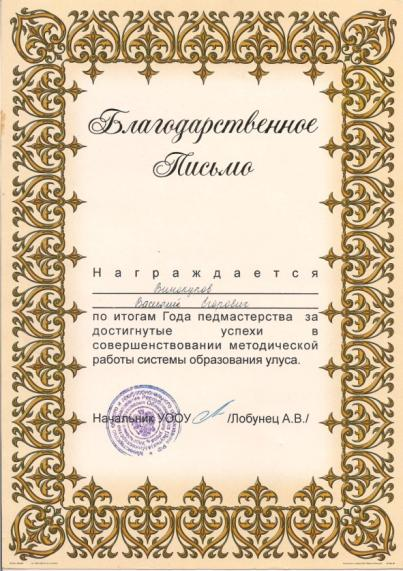 Благодарственное
Письмо
Награждается
Винокуров
Василий Егорович
по итогам Года педмастерства за
достигнутые успехи в
совершенствовании методической
работы системы образования улуса.
Начальник УООУ /Лобунец А.В./